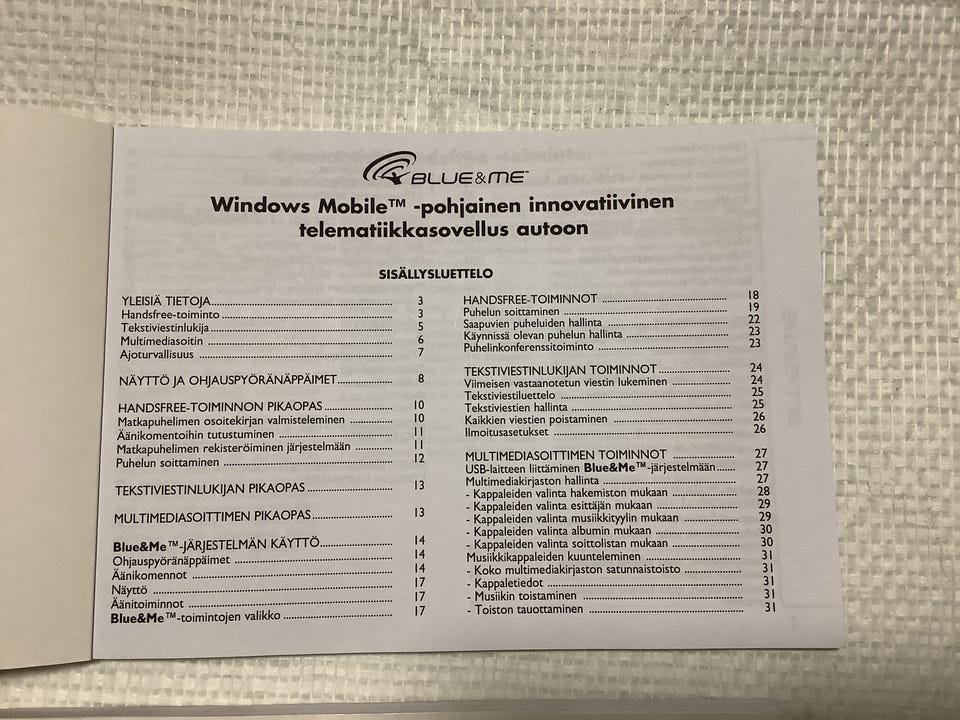 BLUE&ME™
Windows Mobile™ -pohjainen innovatiivinen
telematiikkasovellus autoon
SISÄLLYSLUETTELO
YLEISIÄ TIETOJA 3
Handsfree-toiminto 3
Tekstiviestinlukija 5
Multimediasoitin 6
Ajoturvallisuus 7
NÄYTTÖ JA OHJAUSPYÖRÄNÄPPÄIMET 8
HANDSFREE-TOIMINNON PIKAOPAS 10
Matkapuhelimen osoitekirjan valmisteleminen 10
Äänikomentoihin tutustuminen 11
Matkapuhelimen rekisteröiminen järjestelmään 11
Puhelun soittaminen 12
TEKSTIVIESTINLUKIJAN PIKAOPAS 13
MULTIMEDIASOITTIMEN PIKAOPAS 13
Blue&Me™-JÄRJESTELMÄN KÄYTTÖ 14
Ohjauspyöränäppäimet 14
Äänikomennot 14
Näyttö 17
Äänitoiminnot 17
Blue&Me™-toimintojen valikko 17
HANDSFREE-TOIMINNOT 18
Puhelun soittaminen 19
Saapuvien puheluiden hallinta 22
Käynnissä olevan puhelun hallinta 23
Puhelinkonferenssitoiminto 23
TEKSTIVIESTINLUKIJAN TOIMINNOT 24
Viimeisen vastaanotetun viestin lukeminen 24
Tekstiviestiluettelo 25
Tekstiviestien hallinta 25
Kaikkien viestien poistaminen 26
Ilmoitusasetukset 26
MULTIMEDIASOITTIMEN TOIMINNOT 27
USB-laitteen liittäminen Blue&Me™-järjestelmään 27
Multimediakirjaston hallinta 27
- Kappaleiden valinta hakemiston mukaan 28
- Kappaleiden valinta esittäjän mukaan 29
- Kappaleiden valinta musiikkityylin mukaan 29
- Kappaleiden valinta albumin mukaan 30
- Kappaleiden valinta soittolistan mukaan 30
Musiikkikappaleiden kuunteleminen 31
- Koko multimediakirjaston satunnaistoisto 31
- Kappaletiedot 31
- Musiikin toistaminen 31
- Toiston tauottaminen 31